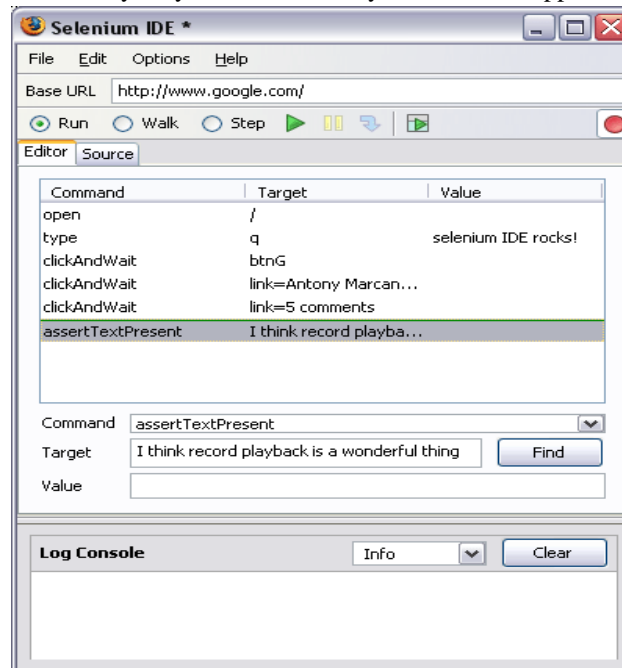 Selenium IDE *
File Edit Options Help
Base URL http://www.google.com/
Run Walk Step
Editor Source
Command Target Value
open /
type q selenium IDE rocks!
clickAndWait btnG
clickAndWait link=Antony Marcan...
clickAndWait link=5 comments
assertTextPresent I think record playba...
Command assertTextPresent
Target I think record playback is a wonderful thing Find
Value
Log Console Info Clear